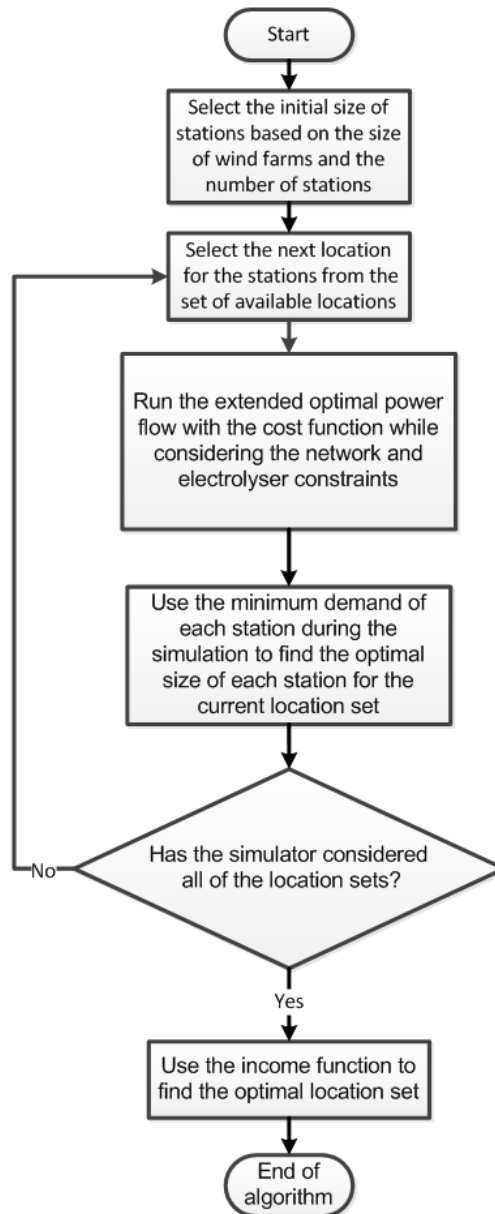 Start
Select the initial size of
stations based on the size
of wind farms and the
number of stations
Select the next location
for the stations from the
set of available locations
Run the extended optimal power
flow with the cost function while
considering the network and
electrolyser constraints
Use the minimum demand of
each station during the
simulation to find the optimal
size of each station for the
current location set
Has the simulator considered
all of the location sets?
No
Yes
Use the income function to
find the optimal location set
End of
algorithm